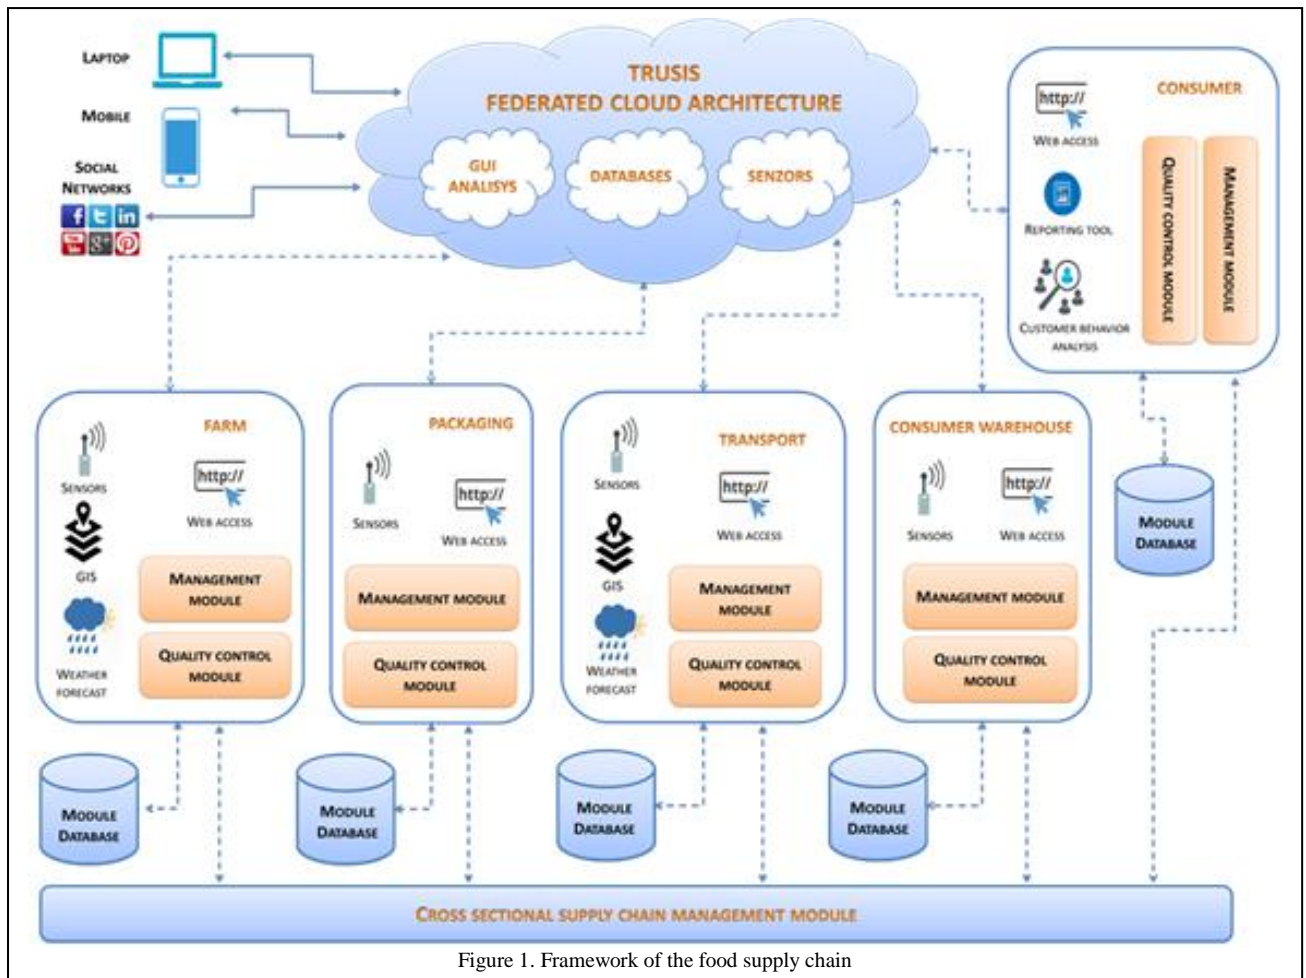 LAPTOP
MOBILE
SOCIAL
NETWORKS
f
t
in
You
Tube
g+
TRUSIS
FEDERATED CLOUD ARCHITECTURE
GUI
ANALISYS
DATABASES
SENZORS
CONSUMER
http://
WEB ACCESS
REPORTING TOOL
CUSTOMER BEHAVIOR
ANALYSIS
QUALITY CONTROL MODULE
MANAGEMENT MODULE
MODULE
DATABASE
FARM
SENSORS
http://
WEB ACCESS
GIS
WEATHER
FORECAST
MANAGEMENT
MODULE
QUALITY CONTROL
MODULE
PACKAGING
SENSORS
http://
WEB ACCESS
MANAGEMENT MODULE
QUALITY CONTROL
MODULE
TRANSPORT
SENSORS
http://
WEB ACCESS
GIS
WEATHER
FORECAST
MANAGEMENT
MODULE
QUALITY CONTROL
MODULE
CONSUMER WAREHOUSE
SENSORS
http://
WEB ACCESS
MANAGEMENT MODULE
QUALITY CONTROL
MODULE
MODULE
DATABASE
MODULE
DATABASE
MODULE
DATABASE
MODULE
DATABASE
CROSS SECTIONAL SUPPLY CHAIN MANAGEMENT MODULE
Figure 1. Framework of the food supply chain